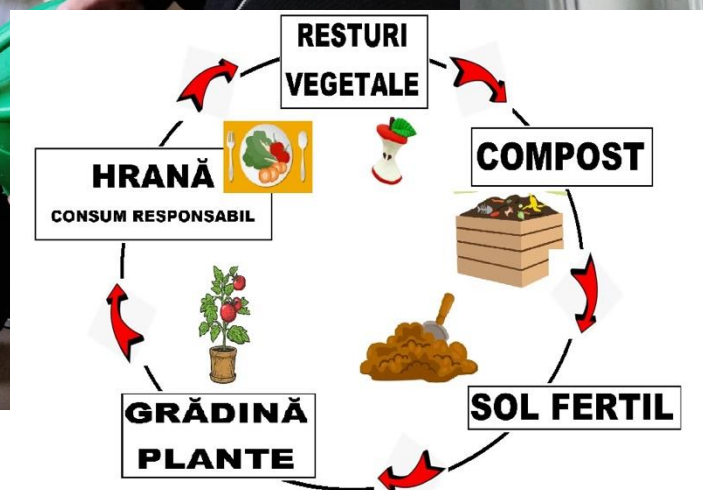 RESTURI
VEGETALE
COMPOST
SOL FERTIL
GRĂDINĂ
PLANTE
HRANĂ
CONSUM RESPONSABIL